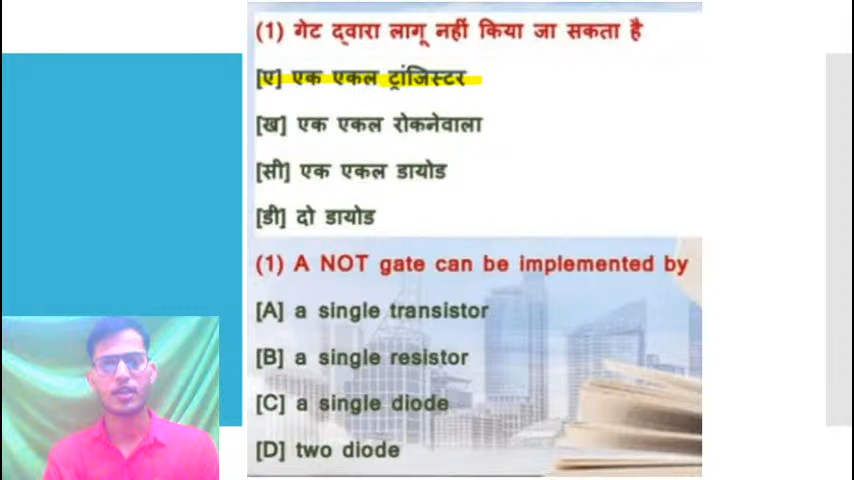 (1) गेट द्वारा लागू नहीं किया जा सकता है
[ए] एक एकल ट्रांजिस्टर
[ख] एक एकल रोकनेवाला
[सी] एक एकल डायोड
[डी] दो डायोड
(1) A NOT gate can be implemented by
[A] a single transistor
[B] a single resistor
[C] a single diode
[D] two diode